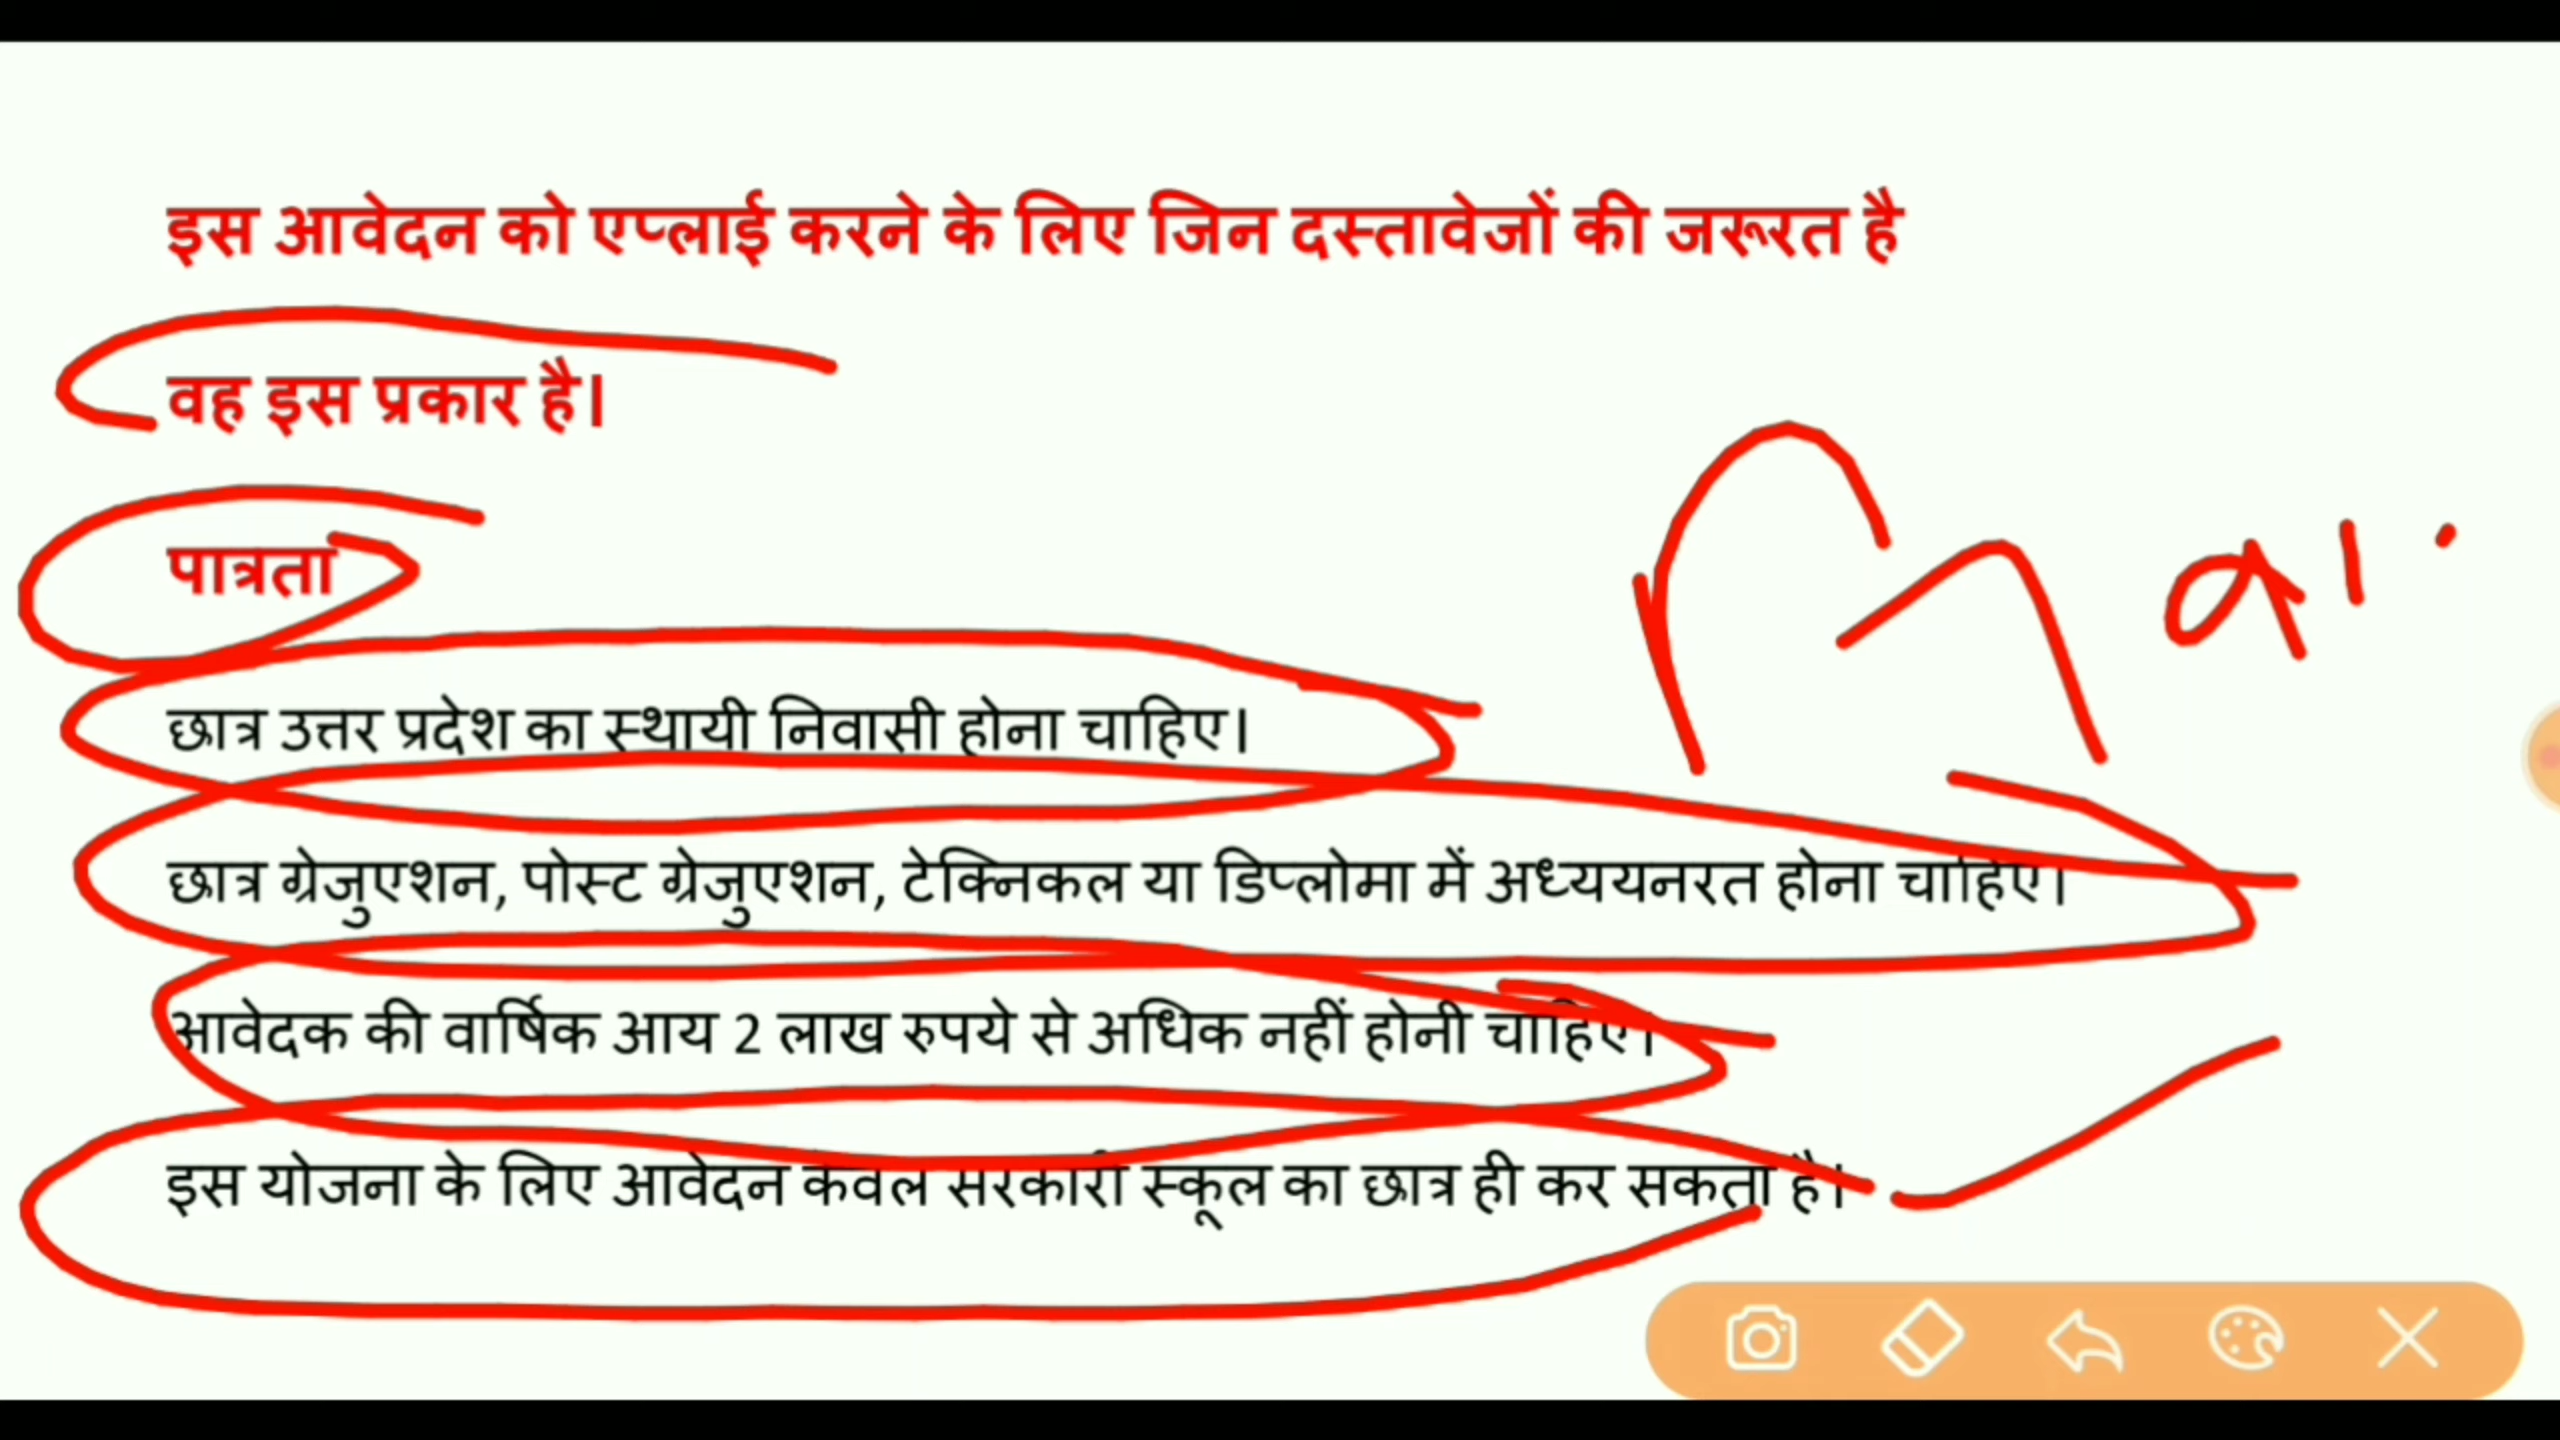 इस आवेदन को एप्लाई करने के लिए जिन दस्तावेजों की जरूरत है
वह इस प्रकार है।
पात्रता
छात्र उत्तर प्रदेश का स्थायी निवासी होना चाहिए।
छात्र ग्रेजुएशन, पोस्ट ग्रेजुएशन, टेक्निकल या डिप्लोमा में अध्ययनरत होना चाहिए।
आवेदक की वार्षिक आय 2 लाख रुपये से अधिक नहीं होनी चाहिए।
इस योजना के लिए आवेदन केवल सरकारी स्कूल का छात्र ही कर सकता है।